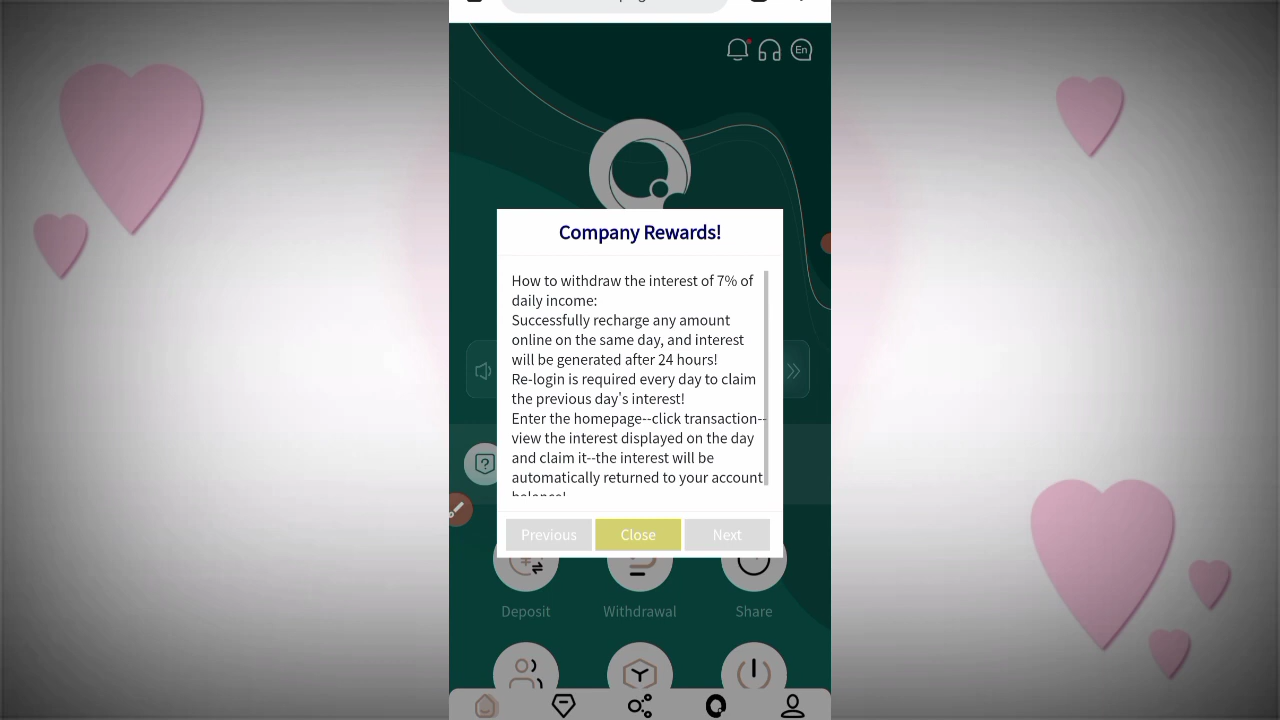 En
Company Rewards!
How to withdraw the interest of 7% of
daily income:
Successfully recharge any amount
online on the same day, and interest
will be generated after 24 hours!
Re-login is required every day to claim
the previous day's interest!
Enter the homepage--click transaction--
view the interest displayed on the day
and claim it--the interest will be
automatically returned to your account
balance!
Previous
Close
Next
Deposit
Withdrawal
Share